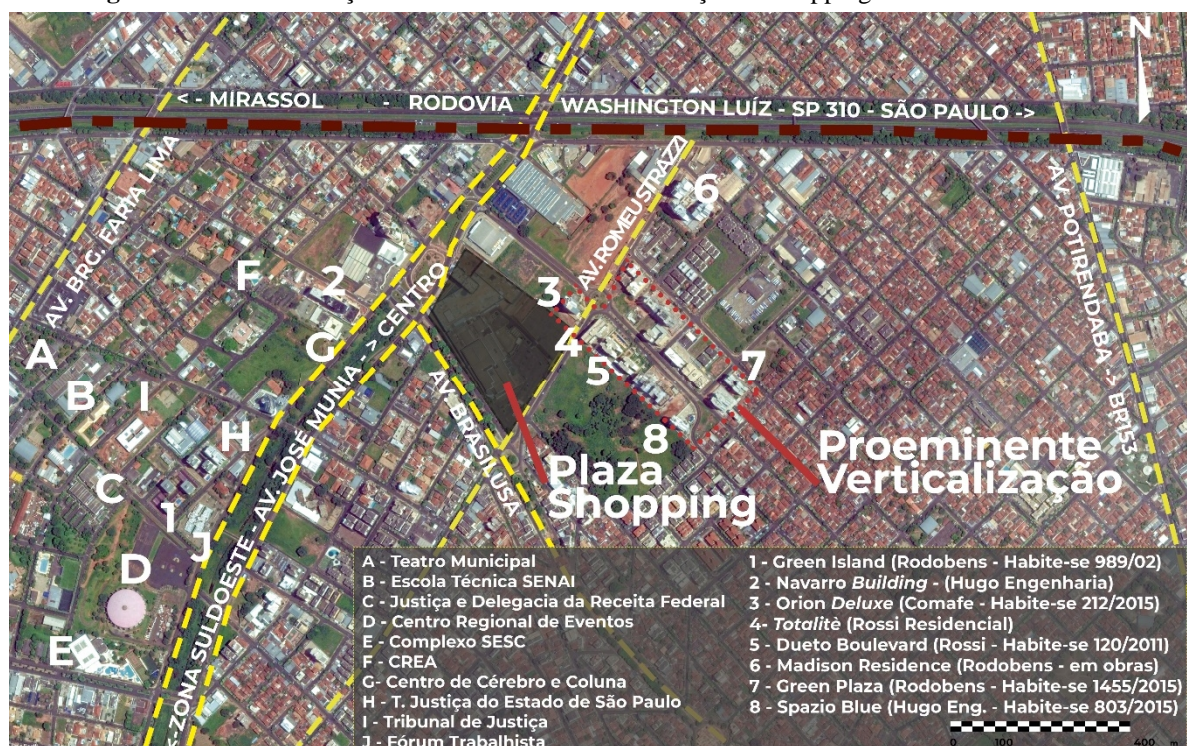 N
< - MIRASSOL - RODOVIA WASHINGTON LUÍZ - SP 310 - SÃO PAULO ->
AV. BRG. FARIA LIMA
AV. ROMEU STRAZZI
AV. POTIRENDABA -> BR153
6
F
2
3
4
5
7
8
G
A
B
I
H
C
1
J
D
E
-ZONA SULDOESTE - AV. JOSÉ MUNIA -> CENTRO
AV. BRASILUSA
Plaza
Shopping
Proeminente
Verticalização
A - Teatro Municipal
B - Escola Técnica SENAI
C - Justiça e Delegacia da Receita Federal
D - Centro Regional de Eventos
E - Complexo SESC
F - CREA
G- Centro de Cérebro e Coluna
H - T. Justiça do Estado de São Paulo
I - Tribunal de Justiça
J - Fórum Trabalhista
1 - Green Island (Rodobens - Habite-se 989/02)
2 - Navarro Building - (Hugo Engenharia)
3 - Orion Deluxe (Comafe - Habite-se 212/2015)
4- Totalitè (Rossi Residencial)
5 - Dueto Boulevard (Rossi - Habite-se 120/2011)
6 - Madison Residence (Rodobens - em obras)
7 - Green Plaza (Rodobens - Habite-se 1455/2015)
8 - Spazio Blue (Hugo Eng. - Habite-se 803/2015)
0 100 400 m